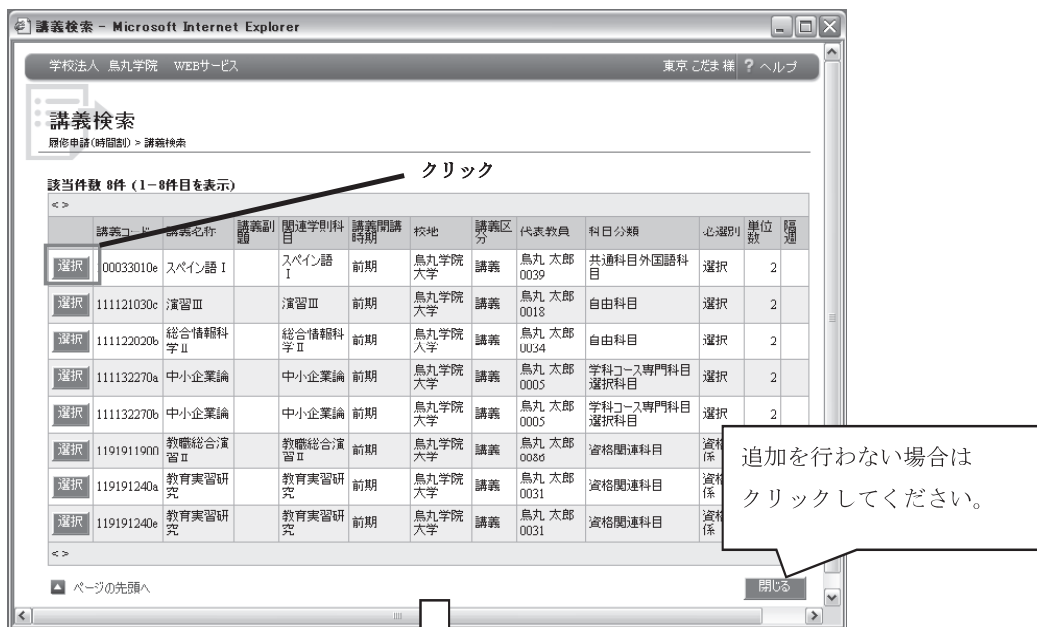 講義検索 - Microsoft Internet Explorer
学校法人 烏丸学院 WEBサービス 東京 こだま 様 ? ヘルプ
講義検索
履修申請(時間割) > 講義検索
クリック
該当件数 8件 (1-8件目を表示)
< >
講義コード 講義名称 講義副題 関連学則科目 講義開講時期 校地 講義区分 代表教員 科目分類 必選別 単位数 隔週
選択 00033010e スペイン語 I スペイン語 I 前期 烏丸学院大学 講義 烏丸 太郎 0039 共通科目外国語科目 選択 2
選択 111121030c 演習III 演習III 前期 烏丸学院大学 講義 烏丸 太郎 0018 自由科目 選択 2
選択 111122020b 総合情報科学II 総合情報科学II 前期 烏丸学院大学 講義 烏丸 太郎 0034 自由科目 選択 2
選択 111132270a 中小企業論 中小企業論 前期 烏丸学院大学 講義 烏丸 太郎 0005 学科コース専門科目選択科目 選択 2
選択 111132270b 中小企業論 中小企業論 前期 烏丸学院大学 講義 烏丸 太郎 0005 学科コース専門科目選択科目 選択 2
選択 1191911900 教職総合演習II 教職総合演習II 前期 烏丸学院大学 講義 烏丸 太郎 0086 資格関連科目 資格 係
選択 119191240a 教育実習研究 教育実習研究 前期 烏丸学院大学 講義 烏丸 太郎 0031 資格関連科目 資格 係
選択 119191240e 教育実習研究 教育実習研究 前期 烏丸学院大学 講義 烏丸 太郎 0031 資格関連科目 資格 係
< >
追加を行わない場合は
クリックしてください。
ページの先頭へ 閉じる